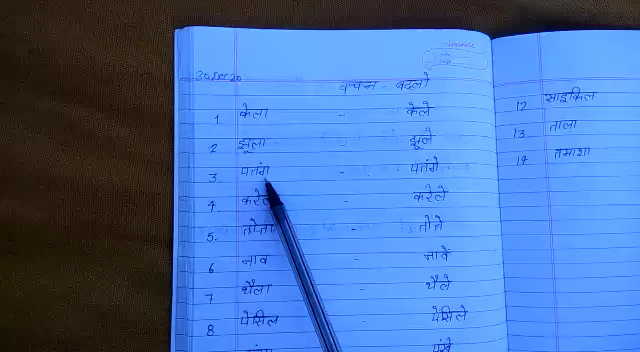 30 Dec 20
वचन - बदलो
1. केला - केले
2 झूला - झूले
3. पतंग - पतंगे
4. करेला - करेले
5. तोता - तोते
6 नाव - नावें
7 थैला - थैले
8 पेंसिल - पेंसिले
पंखे
12 साइकिल
13. ताला
14 तमाशा